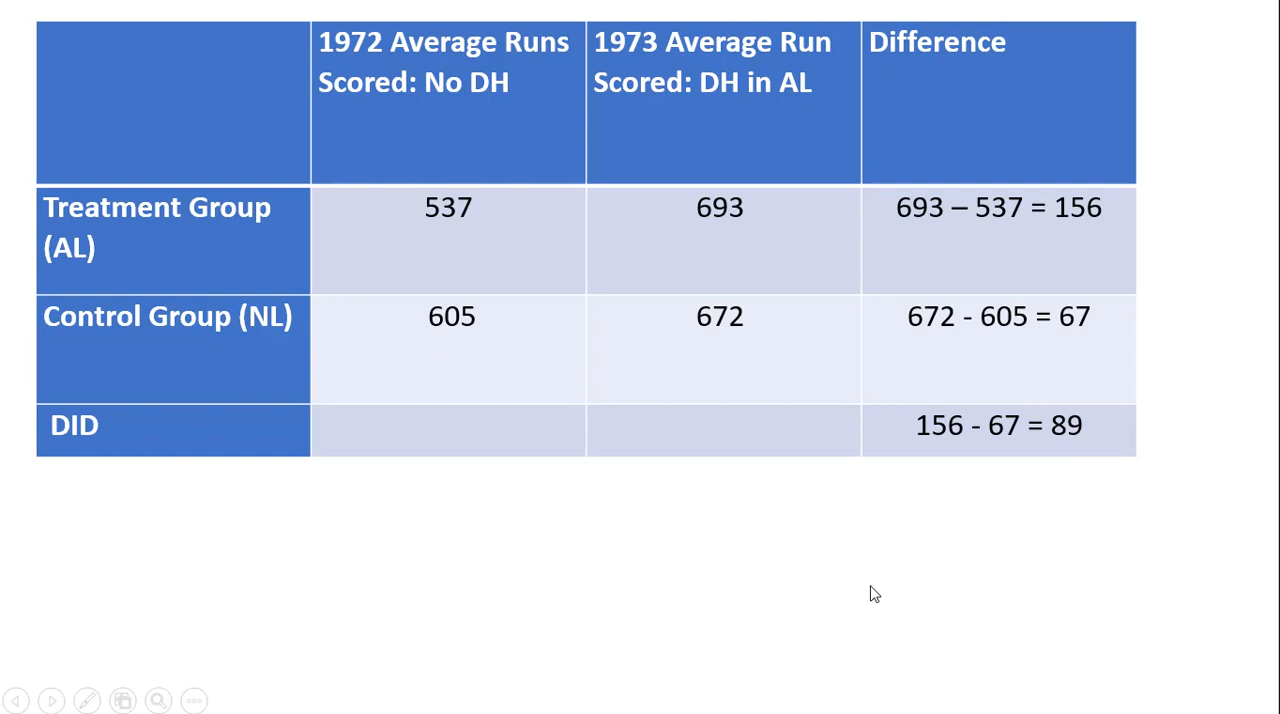 1972 Average Runs
Scored: No DH
1973 Average Run
Scored: DH in AL
Difference
Treatment Group
(AL)
537
693
693 – 537 = 156
Control Group (NL)
605
672
672 - 605 = 67
DID
156 - 67 = 89